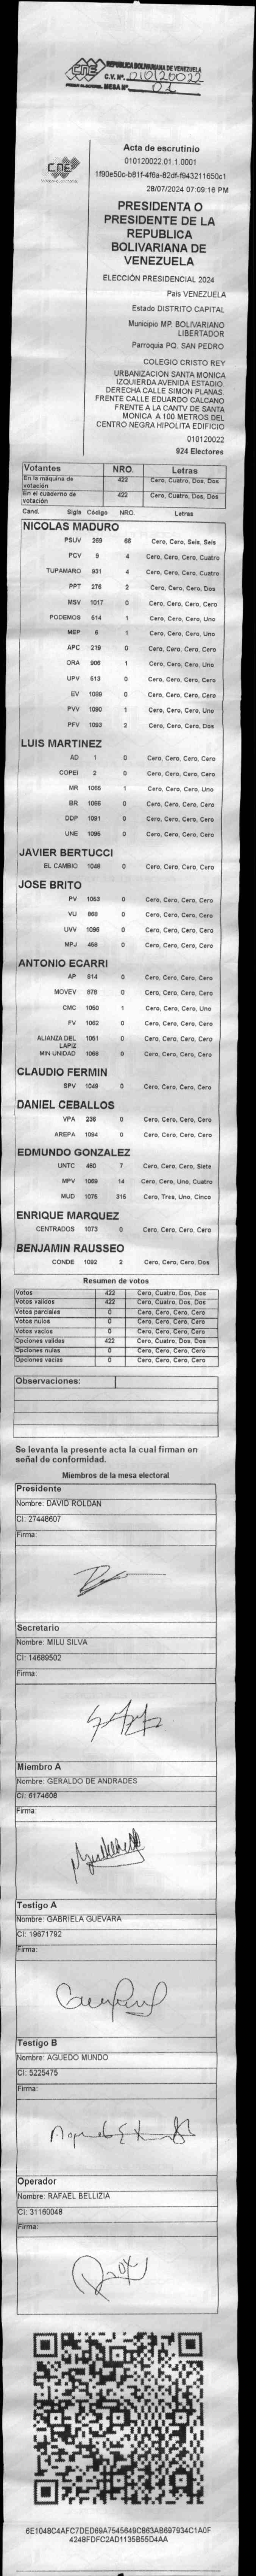 CNE
REPUBLICA BOLIVARIANA DE VENEZUELA
C.V. Nº. 010120022
MESA Nº. 01
CNE
Acta de escrutinio
010120022.01.1.0001
1f90e50c-b81f-4f6a-82df-f943211650c1
28/07/2024 07:09:16 PM
PRESIDENTA O
PRESIDENTE DE LA
REPUBLICA
BOLIVARIANA DE
VENEZUELA
ELECCIÓN PRESIDENCIAL 2024
País VENEZUELA
Estado DISTRITO CAPITAL
Municipio MP. BOLIVARIANO
LIBERTADOR
Parroquia PQ. SAN PEDRO
COLEGIO CRISTO REY
URBANIZACION SANTA MONICA
IZQUIERDA AVENIDA ESTADIO.
DERECHA CALLE SIMON PLANAS.
FRENTE CALLE EDUARDO CALCANO
FRENTE A LA CANTV DE SANTA
MONICA A 100 METROS DEL
CENTRO NEGRA HIPOLITA EDIFICIO
010120022
924 Electores
Votantes NRO. Letras
En la máquina de votación 422 Cero, Cuatro, Dos, Dos
En el cuaderno de votación 422 Cero, Cuatro, Dos, Dos
Cand. Sigla Código NRO. Letras
NICOLAS MADURO
PSUV 269 66 Cero, Cero, Seis, Seis
PCV 9 4 Cero, Cero, Cero, Cuatro
TUPAMARO 931 4 Cero, Cero, Cero, Cuatro
PPT 276 2 Cero, Cero, Cero, Dos
MSV 1017 0 Cero, Cero, Cero, Cero
PODEMOS 514 1 Cero, Cero, Cero, Uno
MEP 6 1 Cero, Cero, Cero, Uno
APC 219 0 Cero, Cero, Cero, Cero
ORA 906 1 Cero, Cero, Cero, Uno
UPV 513 0 Cero, Cero, Cero, Cero
EV 1089 0 Cero, Cero, Cero, Cero
PVV 1090 1 Cero, Cero, Cero, Uno
PFV 1093 2 Cero, Cero, Cero, Dos
LUIS MARTINEZ
AD 1 0 Cero, Cero, Cero, Cero
COPEI 2 0 Cero, Cero, Cero, Cero
MR 1065 1 Cero, Cero, Cero, Uno
BR 1066 0 Cero, Cero, Cero, Cero
DDP 1091 0 Cero, Cero, Cero, Cero
UNE 1095 0 Cero, Cero, Cero, Cero
JAVIER BERTUCCI
EL CAMBIO 1048 0 Cero, Cero, Cero, Cero
JOSE BRITO
PV 1053 0 Cero, Cero, Cero, Cero
VU 868 0 Cero, Cero, Cero, Cero
UVV 1096 0 Cero, Cero, Cero, Cero
MPJ 458 0 Cero, Cero, Cero, Cero
ANTONIO ECARRI
AP 914 0 Cero, Cero, Cero, Cero
MOVEV 978 0 Cero, Cero, Cero, Cero
CMC 1050 1 Cero, Cero, Cero, Uno
FV 1062 0 Cero, Cero, Cero, Cero
ALIANZA DEL LAPIZ 1051 0 Cero, Cero, Cero, Cero
MIN UNIDAD 1068 0 Cero, Cero, Cero, Cero
CLAUDIO FERMIN
SPV 1049 0 Cero, Cero, Cero, Cero
DANIEL CEBALLOS
VPA 236 0 Cero, Cero, Cero, Cero
AREPA 1094 0 Cero, Cero, Cero, Cero
EDMUNDO GONZALEZ
UNTC 460 7 Cero, Cero, Cero, Siete
MPV 1069 14 Cero, Cero, Uno, Cuatro
MUD 1075 315 Cero, Tres, Uno, Cinco
ENRIQUE MARQUEZ
CENTRADOS 1073 0 Cero, Cero, Cero, Cero
BENJAMIN RAUSSEO
CONDE 1092 2 Cero, Cero, Cero, Dos
Resumen de votos
Votos 422 Cero, Cuatro, Dos, Dos
Votos validos 422 Cero, Cuatro, Dos, Dos
Votos parciales 0 Cero, Cero, Cero, Cero
Votos nulos 0 Cero, Cero, Cero, Cero
Votos vacios 0 Cero, Cero, Cero, Cero
Opciones validas 422 Cero, Cuatro, Dos, Dos
Opciones nulas 0 Cero, Cero, Cero, Cero
Opciones vacias 0 Cero, Cero, Cero, Cero
Observaciones:
Se levanta la presente acta la cual firman en
señal de conformidad.
Miembros de la mesa electoral
Presidente
Nombre: DAVID ROLDAN
CI: 27448607
Firma:
Secretario
Nombre: MILU SILVA
CI: 14689502
Firma:
Miembro A
Nombre: GERALDO DE ANDRADES
CI: 6174608
Firma:
Testigo A
Nombre: GABRIELA GUEVARA
CI: 19671792
Firma:
Testigo B
Nombre: AGUEDO MUNDO
CI: 5225475
Firma:
Operador
Nombre: RAFAEL BELLIZIA
CI: 31160048
Firma:
6E1048C4AFC7DED69A7545649C863AB697934C1A0F
4248FDFC2AD1135B55D4AA